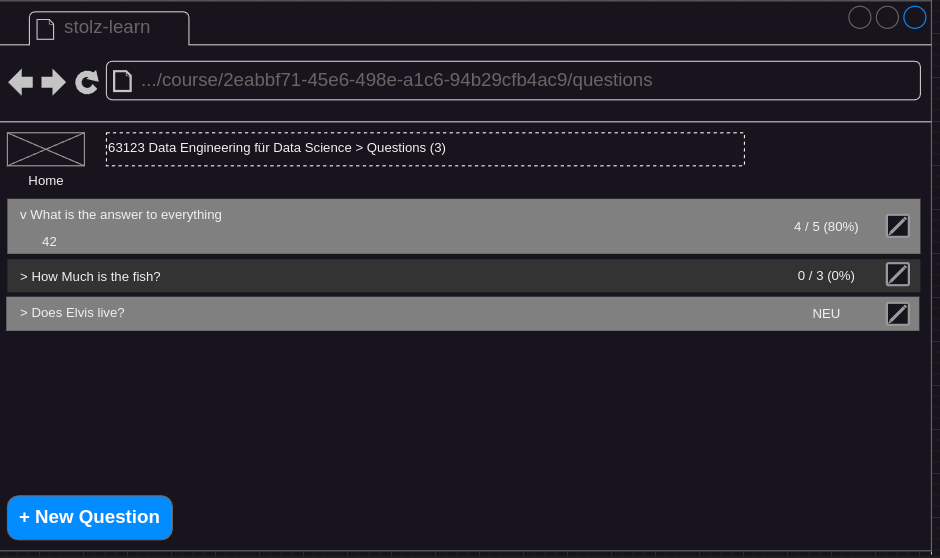 stolz-learn
.../course/2eabbf71-45e6-498e-a1c6-94b29cfb4ac9/questions
63123 Data Engineering für Data Science > Questions (3)
Home
v What is the answer to everything
42
4 / 5 (80%)
> How Much is the fish?
0 / 3 (0%)
> Does Elvis live?
NEU
+ New Question